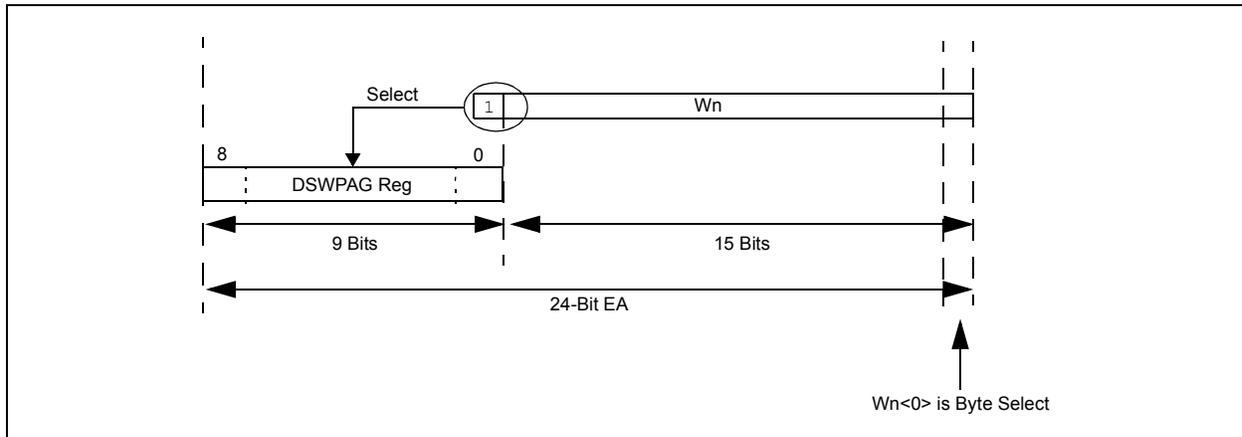 Select
1
Wn
8
0
DSWPAG Reg
9 Bits
15 Bits
24-Bit EA
Wn<0> is Byte Select